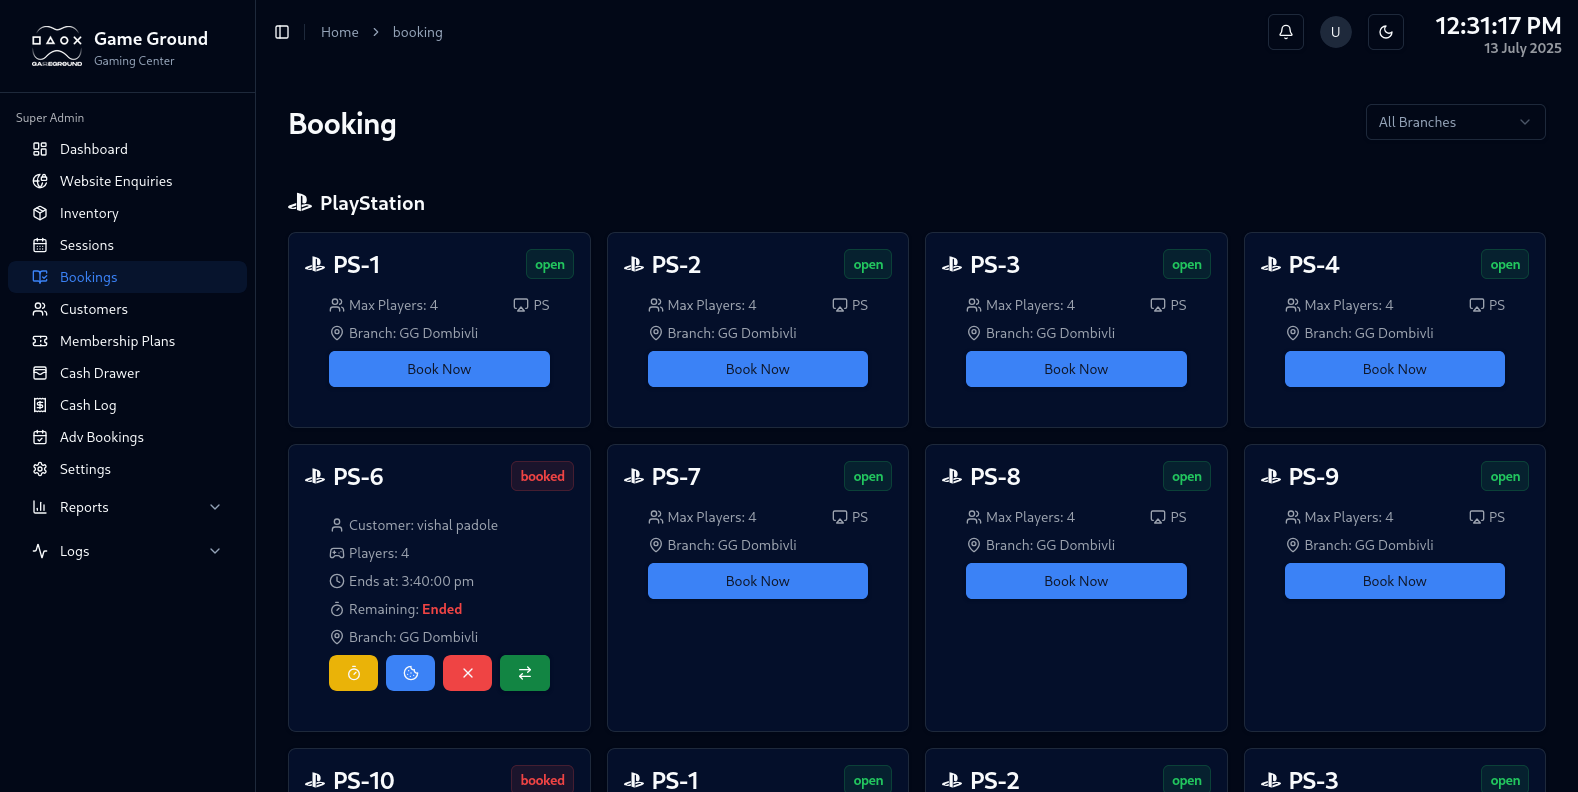 GAMEGROUND
Game Ground
Gaming Center
Home > booking
U
12:31:17 PM
13 July 2025
Super Admin
Dashboard
Website Enquiries
Inventory
Sessions
Bookings
Customers
Membership Plans
Cash Drawer
Cash Log
Adv Bookings
Settings
Reports
Logs
Booking
All Branches
PlayStation
PS-1 open
Max Players: 4 PS
Branch: GG Dombivli
Book Now
PS-2 open
Max Players: 4 PS
Branch: GG Dombivli
Book Now
PS-3 open
Max Players: 4 PS
Branch: GG Dombivli
Book Now
PS-4 open
Max Players: 4 PS
Branch: GG Dombivli
Book Now
PS-6 booked
Customer: vishal padole
Players: 4
Ends at: 3:40:00 pm
Remaining: Ended
Branch: GG Dombivli
PS-7 open
Max Players: 4 PS
Branch: GG Dombivli
Book Now
PS-8 open
Max Players: 4 PS
Branch: GG Dombivli
Book Now
PS-9 open
Max Players: 4 PS
Branch: GG Dombivli
Book Now
PS-10 booked
PS-1 open
PS-2 open
PS-3 open